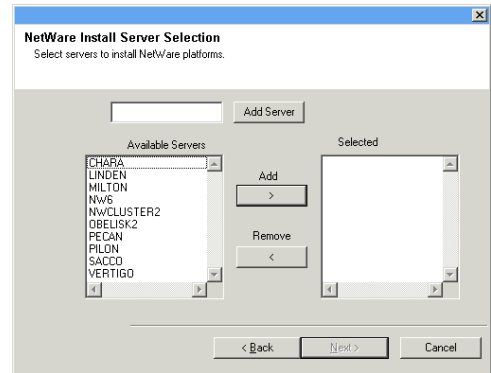 NetWare Install Server Selection
Select servers to install NetWare platforms.
Add Server
Available Servers
Selected
CHARA
LINDEN
MILTON
NW6
NWCLUSTER2
OBELISK2
PECAN
PILON
SACCO
VERTIGO
Add
>
Remove
<
< Back
Next >
Cancel